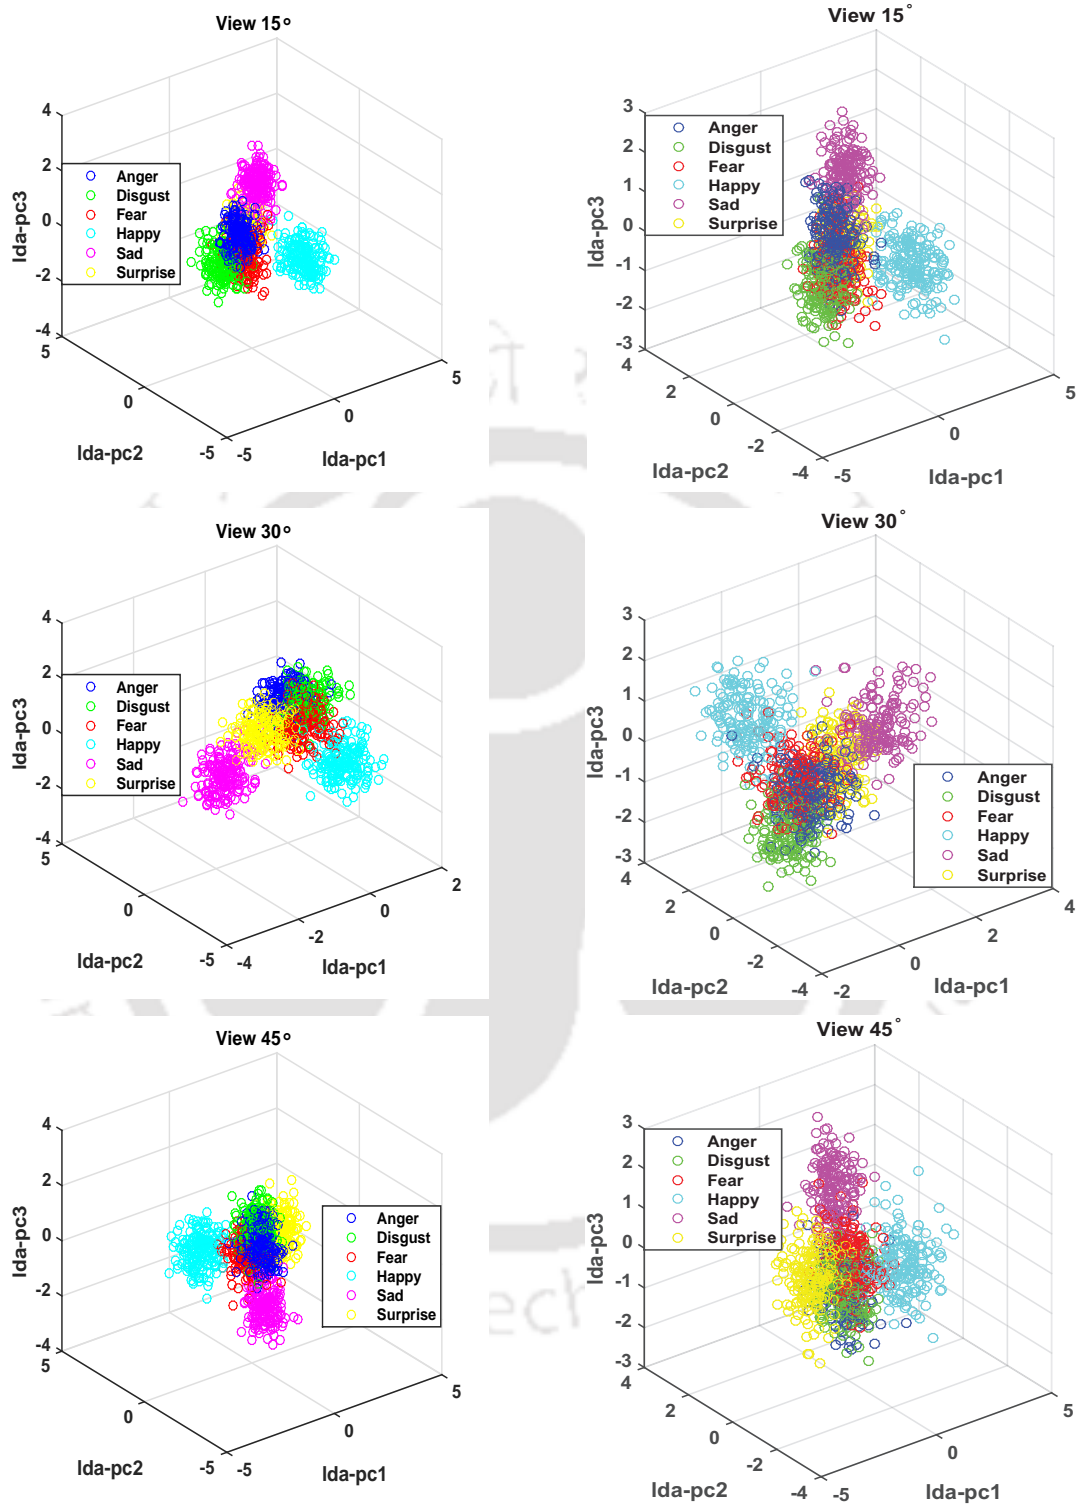 View 15°
4
2
0
-2
-4
lda-pc3
Anger
Disgust
Fear
Happy
Sad
Surprise
5
0
-5
lda-pc2
-5
0
5
lda-pc1
View 15°
3
2
1
0
-1
-2
-3
lda-pc3
Anger
Disgust
Fear
Happy
Sad
Surprise
4
2
0
-2
-4
lda-pc2
-5
0
5
lda-pc1
View 30°
4
2
0
-2
-4
lda-pc3
Anger
Disgust
Fear
Happy
Sad
Surprise
5
0
-5
lda-pc2
-4
-2
0
2
lda-pc1
View 30°
3
2
1
0
-1
-2
-3
lda-pc3
Anger
Disgust
Fear
Happy
Sad
Surprise
4
2
0
-2
-4
lda-pc2
-2
0
2
4
lda-pc1
View 45°
4
2
0
-2
-4
lda-pc3
Anger
Disgust
Fear
Happy
Sad
Surprise
5
0
-5
lda-pc2
-5
0
5
lda-pc1
View 45°
3
2
1
0
-1
-2
-3
lda-pc3
Anger
Disgust
Fear
Happy
Sad
Surprise
4
2
0
-2
-4
lda-pc2
-5
0
5
lda-pc1